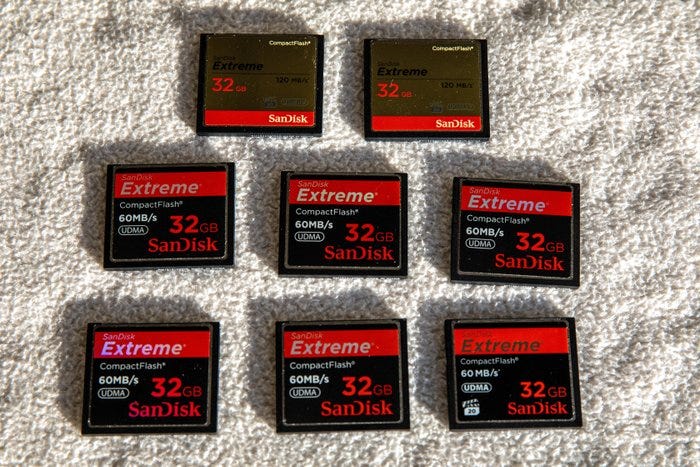 CompactFlash®
SanDisk
Extreme
32 GB 120 MB/s
SanDisk
CompactFlash®
SanDisk
Extreme
32 GB 120 MB/s
SanDisk
SanDisk
Extreme®
CompactFlash®
60MB/s
32GB
UDMA
SanDisk
SanDisk
Extreme®
CompactFlash®
60MB/s
32GB
UDMA
SanDisk
SanDisk
Extreme®
CompactFlash®
60MB/s
32GB
UDMA
SanDisk
SanDisk
Extreme®
CompactFlash®
60MB/s
32GB
UDMA
SanDisk
SanDisk
Extreme®
CompactFlash®
60MB/s
32GB
UDMA
SanDisk
SanDisk
Extreme®
CompactFlash®
60 MB/s
UDMA
32GB
20
SanDisk